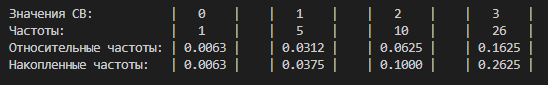 Значения СВ: | 0 | | 1 | | 2 | | 3 |
Частоты: | 1 | | 5 | | 10 | | 26 |
Относительные частоты: | 0.0063 | | 0.0312 | | 0.0625 | | 0.1625 |
Накопленные частоты: | 0.0063 | | 0.0375 | | 0.1000 | | 0.2625 |